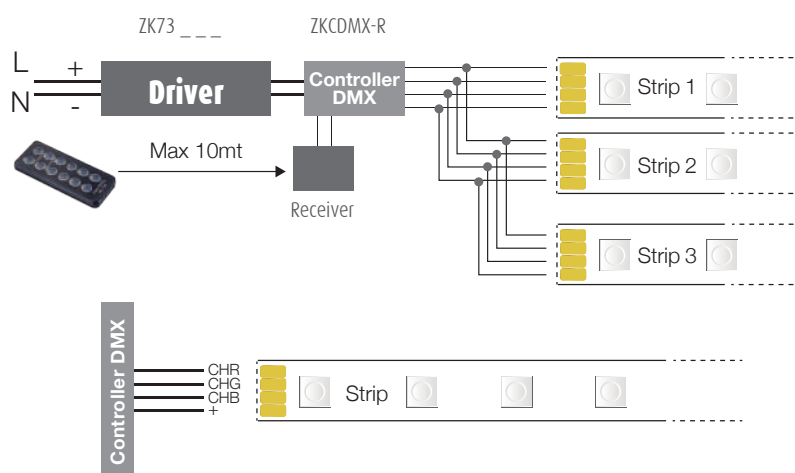 ZK73 _ _ _
ZKCDMX-R
L +
N -
Driver
Controller
DMX
Strip 1
Max 10mt
Receiver
Strip 2
Strip 3
Controller DMX
CHR
CHG
CHB
+
Strip